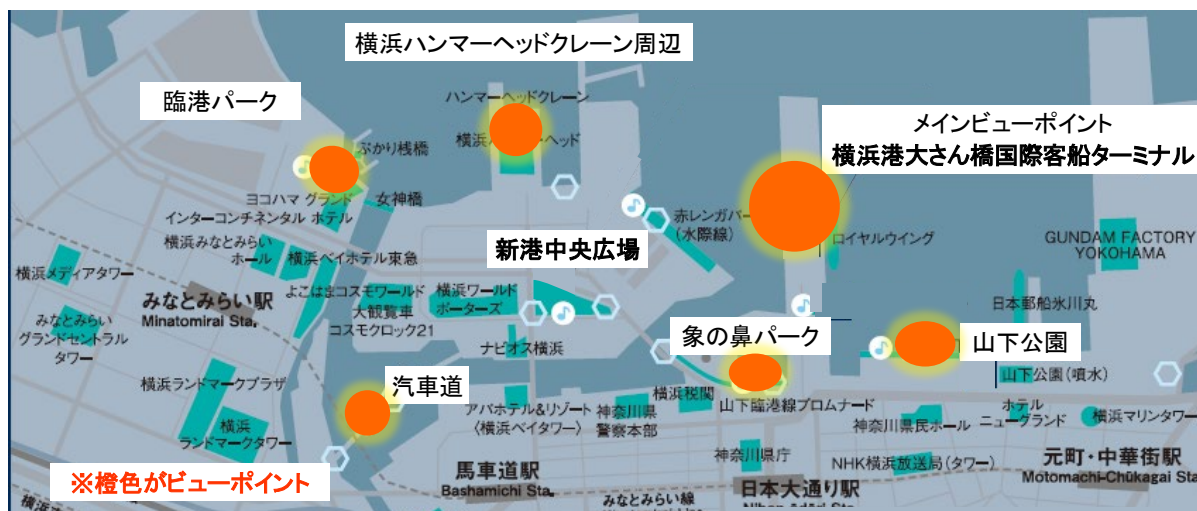 横浜ハンマーヘッドクレーン周辺
臨港パーク
ハンマーヘッドクレーン
メインビューポイント
横浜港大さん橋国際客船ターミナル
ぷかり桟橋
ヨコハマ グランド
インターコンチネンタル ホテル
女神橋
赤レンガバー
(水際線)
ロイヤルウイング
GUNDAM FACTORY
YOKOHAMA
横浜みなとみらい
ホール
横浜ベイホテル東急
新港中央広場
横浜メディアタワー
みなとみらい駅
Minatomirai Sta.
よこはまコスモワールド
大観覧車
コスモクロック21
横浜ワールド
ポーターズ
日本郵船氷川丸
みなとみらい
グランドセントラル
タワー
ナビオス横浜
象の鼻パーク
山下公園
横浜ランドマークプラザ
汽車道
横浜税関
山下公園(噴水)
アパホテル&リゾート
〈横浜ベイタワー〉
神奈川県
警察本部
山下臨港線プロムナード
神奈川県民ホール
ホテル
ニューグランド
横浜マリンタワー
横浜
ランドマークタワー
馬車道駅
Bashamichi Sta.
神奈川県庁
NHK横浜放送局(タワー)
元町・中華街駅
Motomachi-Chūkagai Sta
※橙色がビューポイント
みなとみらい線
日本大通り駅